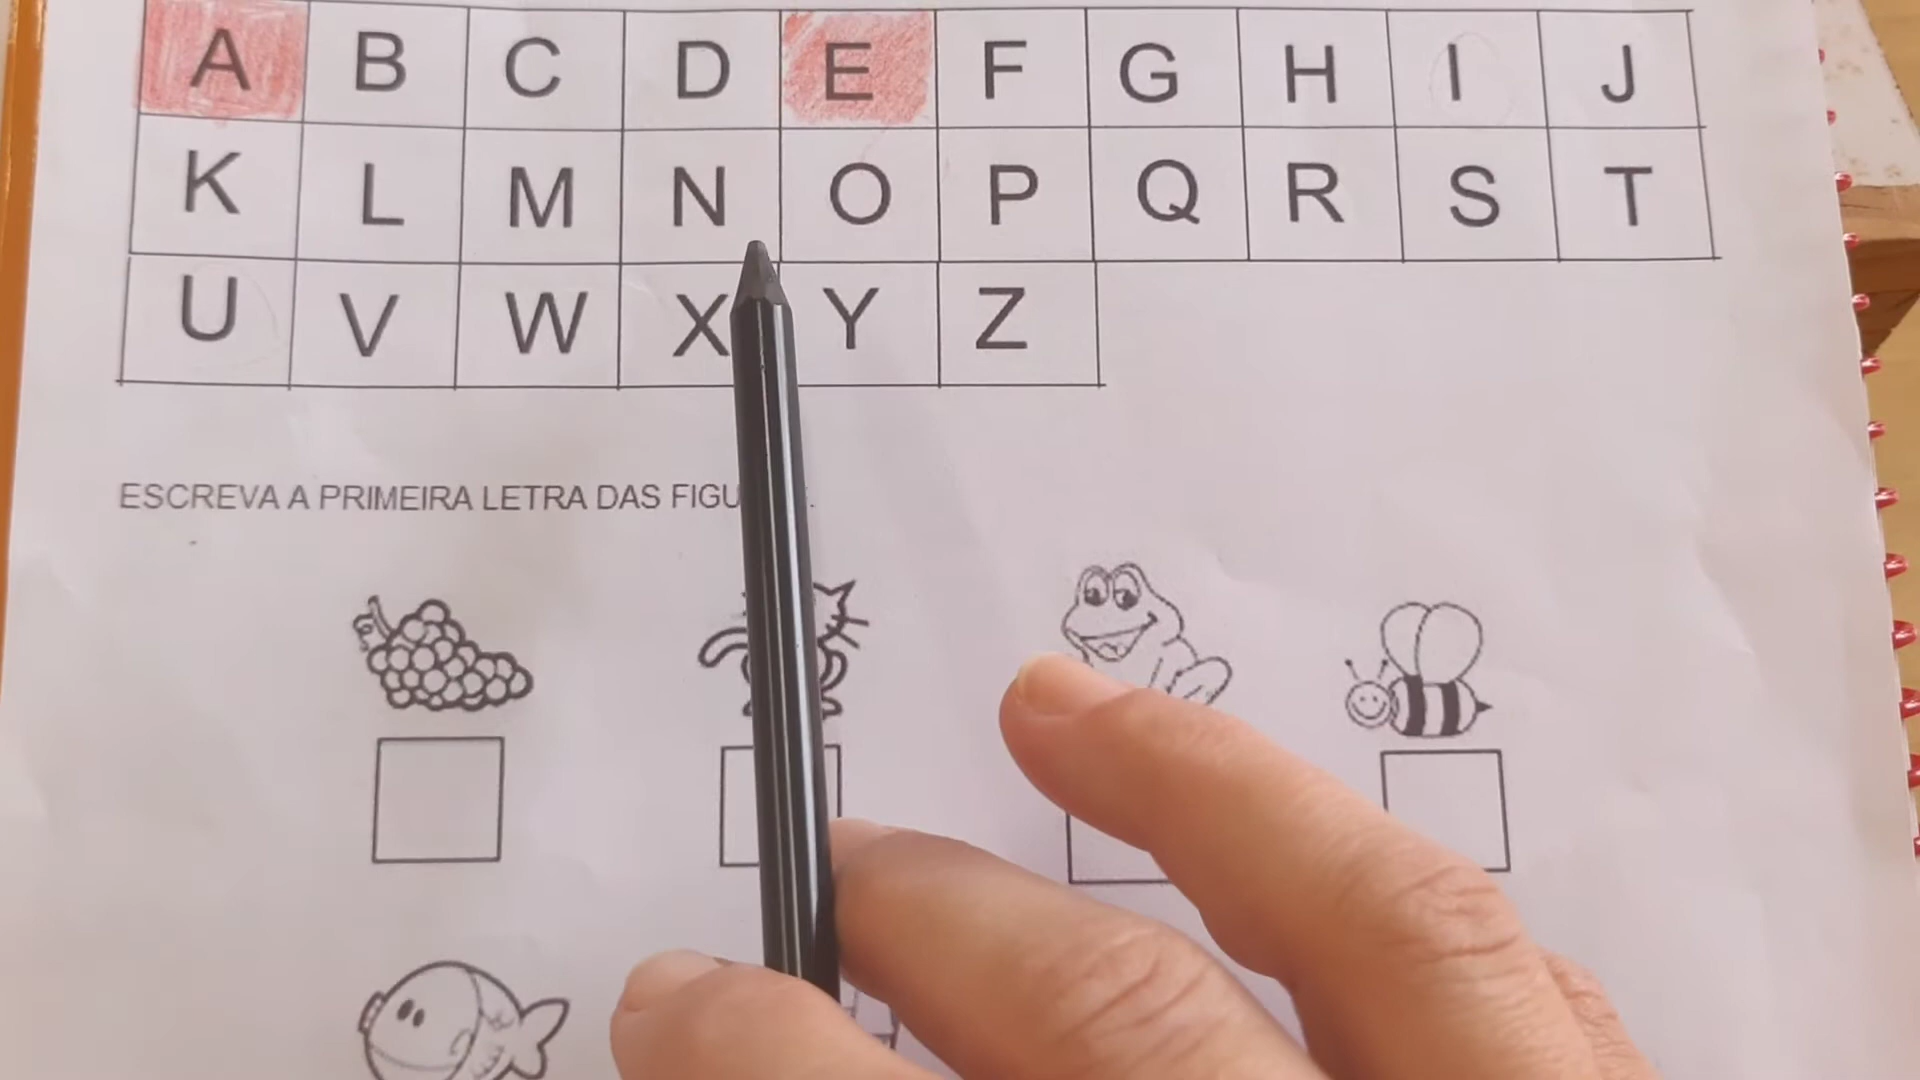 A B C D E F G H I J
K L M N O P Q R S T
U V W X Y Z
ESCREVA A PRIMEIRA LETRA DAS